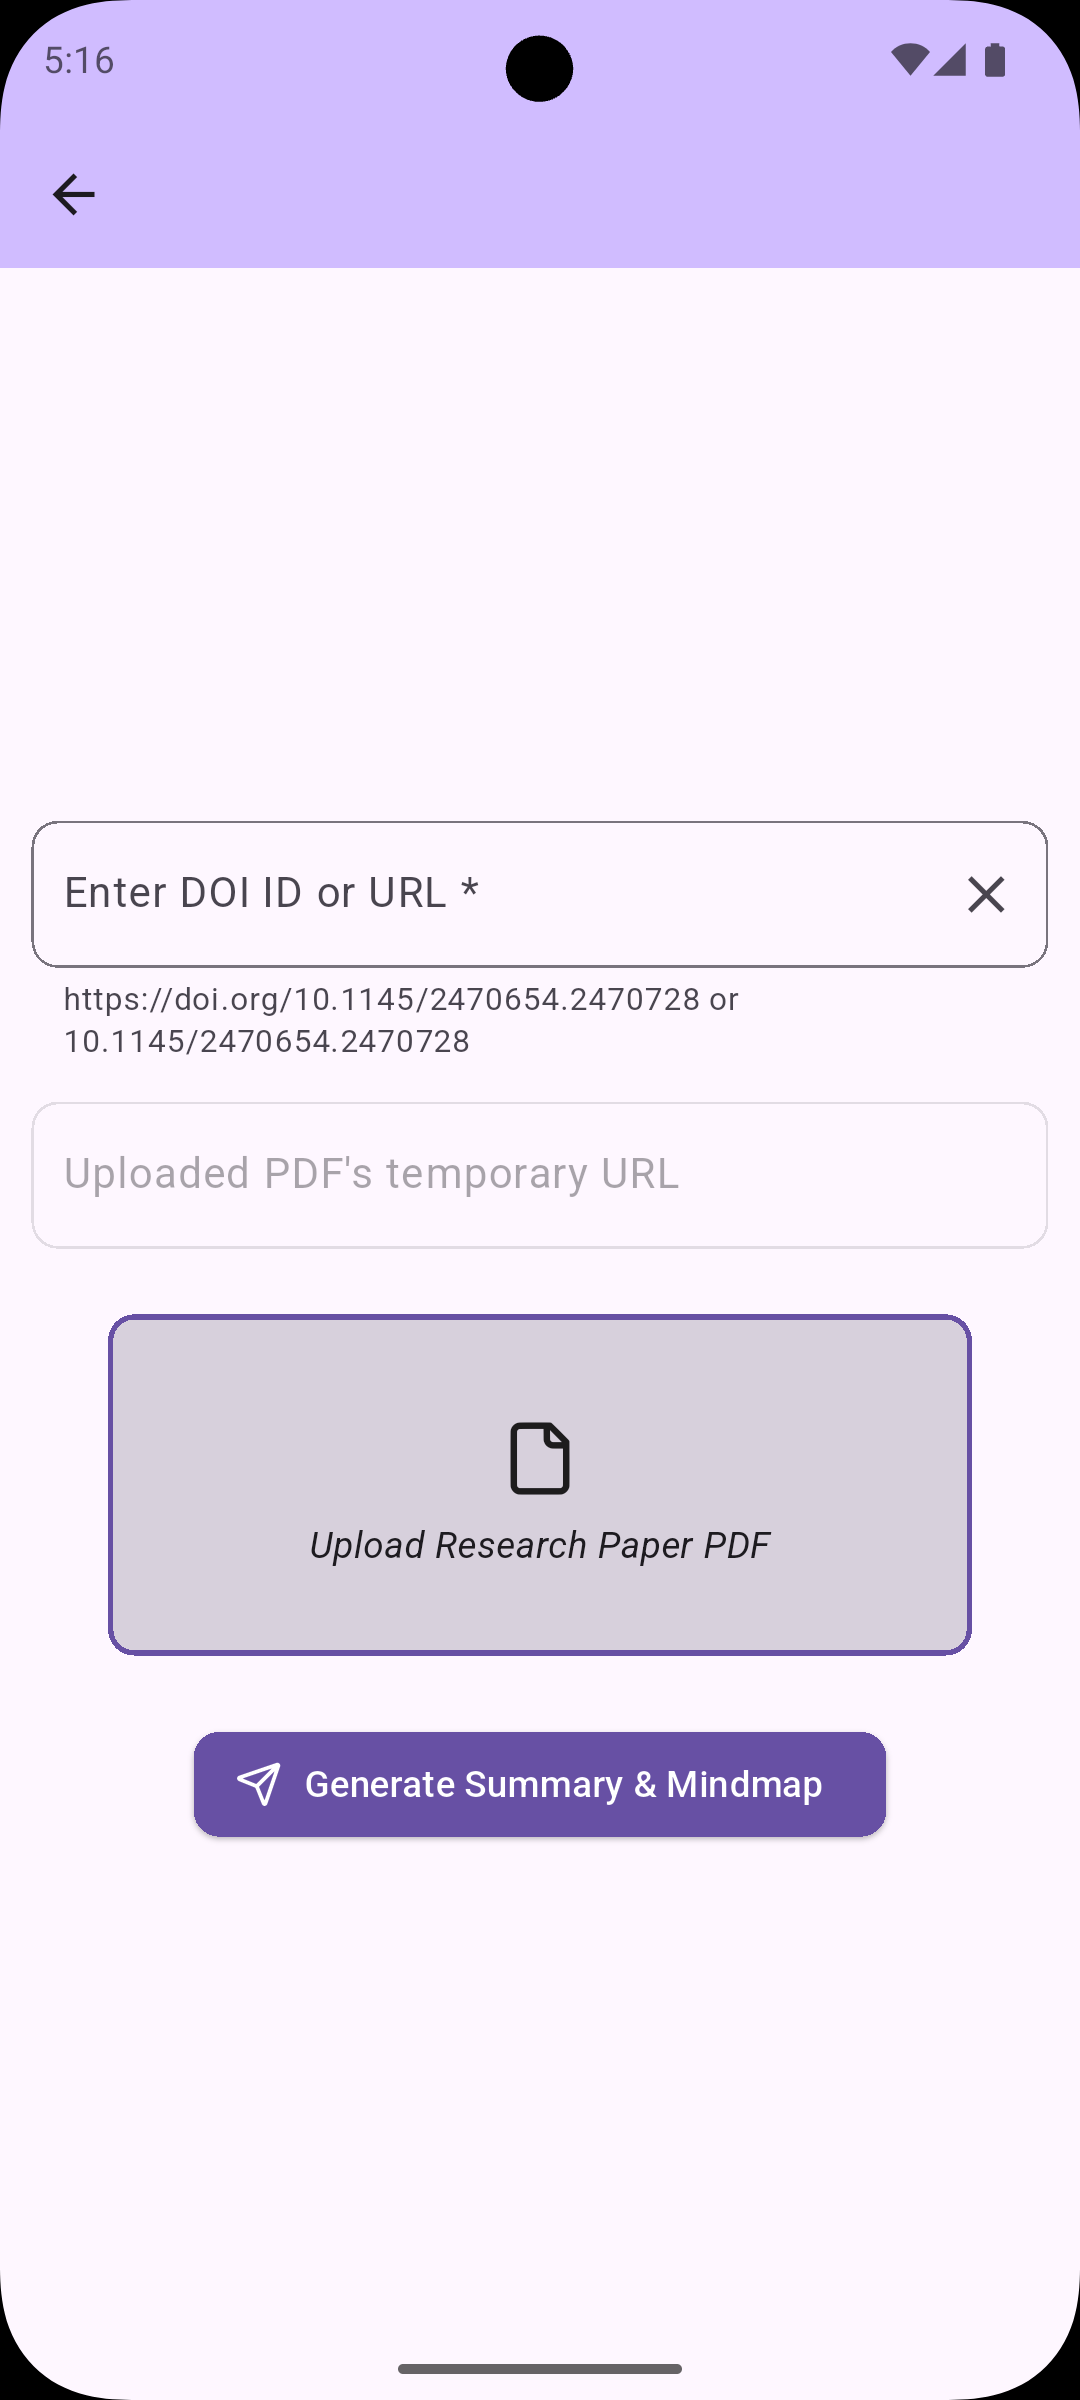 5:16
Enter DOI ID or URL *
https://doi.org/10.1145/2470654.2470728 or
10.1145/2470654.2470728
Uploaded PDF's temporary URL
Upload Research Paper PDF
Generate Summary & Mindmap